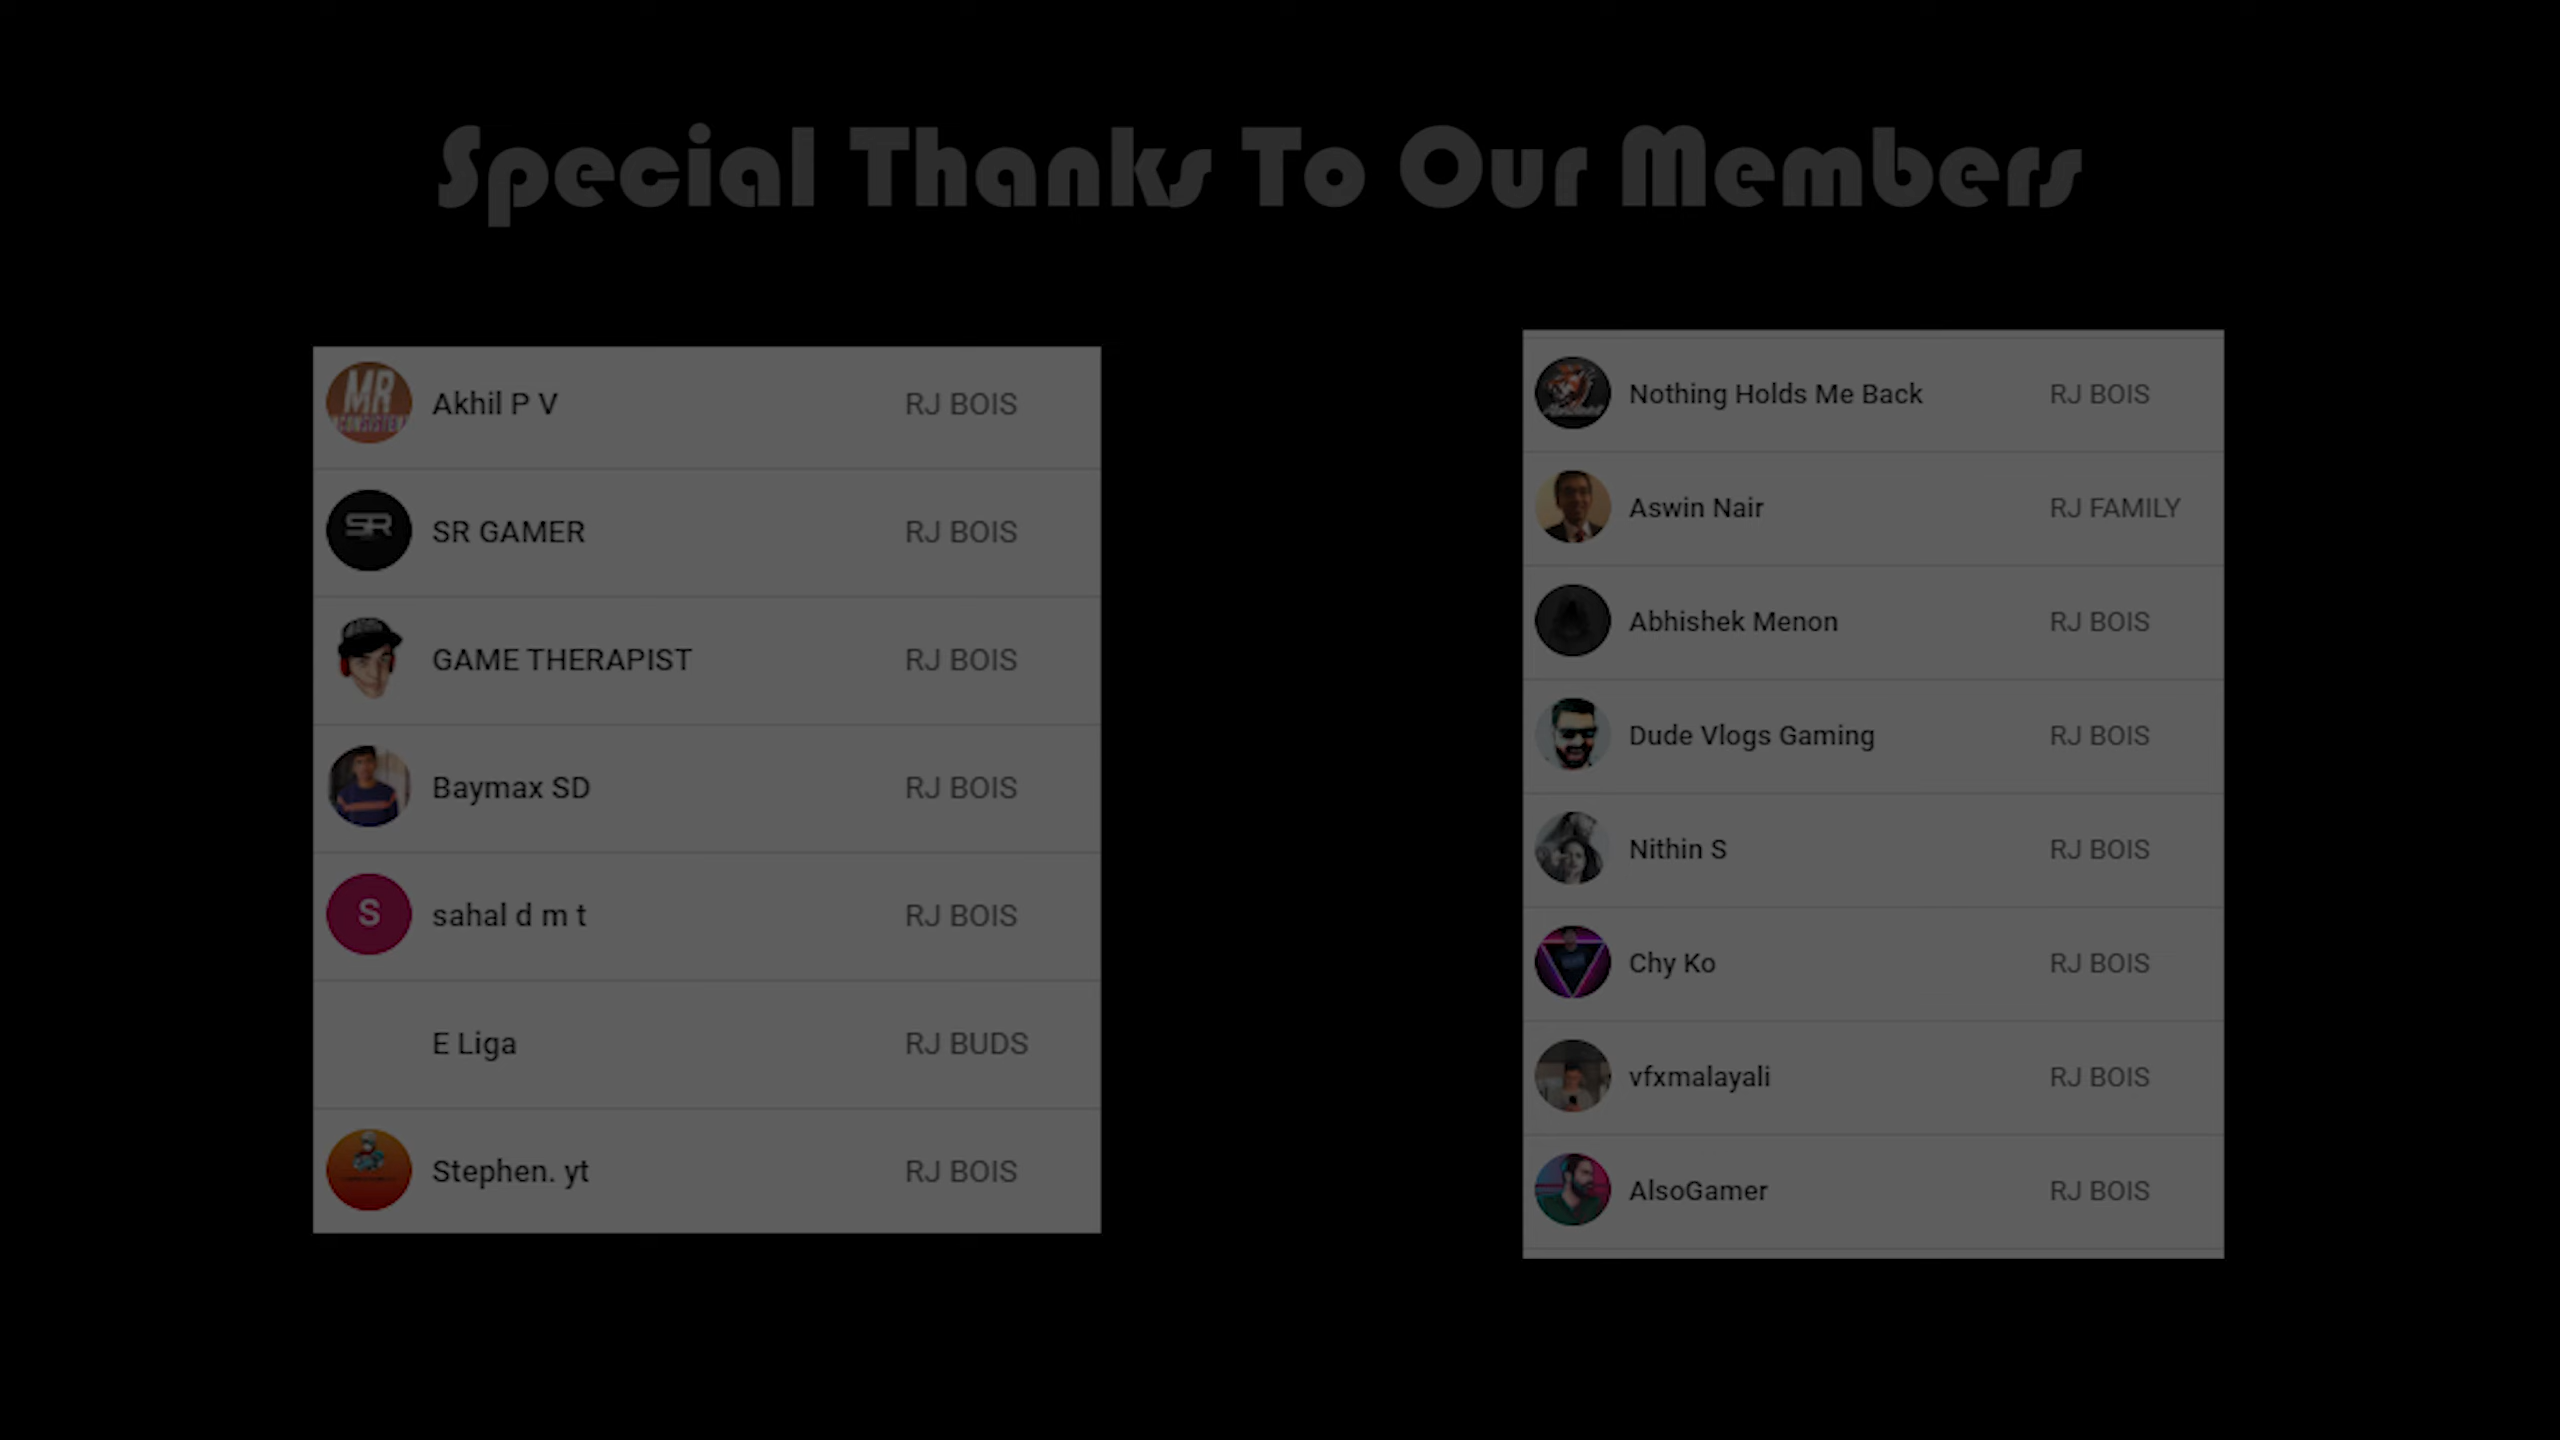 Special Thanks To Our Members
MR
Akhil P V RJ BOIS
SR
SR GAMER RJ BOIS
GAME THERAPIST RJ BOIS
Baymax SD RJ BOIS
S
sahal d m t RJ BOIS
E Liga RJ BUDS
Stephen. yt RJ BOIS
Nothing Holds Me Back RJ BOIS
Aswin Nair RJ FAMILY
Abhishek Menon RJ BOIS
Dude Vlogs Gaming RJ BOIS
Nithin S RJ BOIS
Chy Ko RJ BOIS
vfxmalayali RJ BOIS
AlsoGamer RJ BOIS